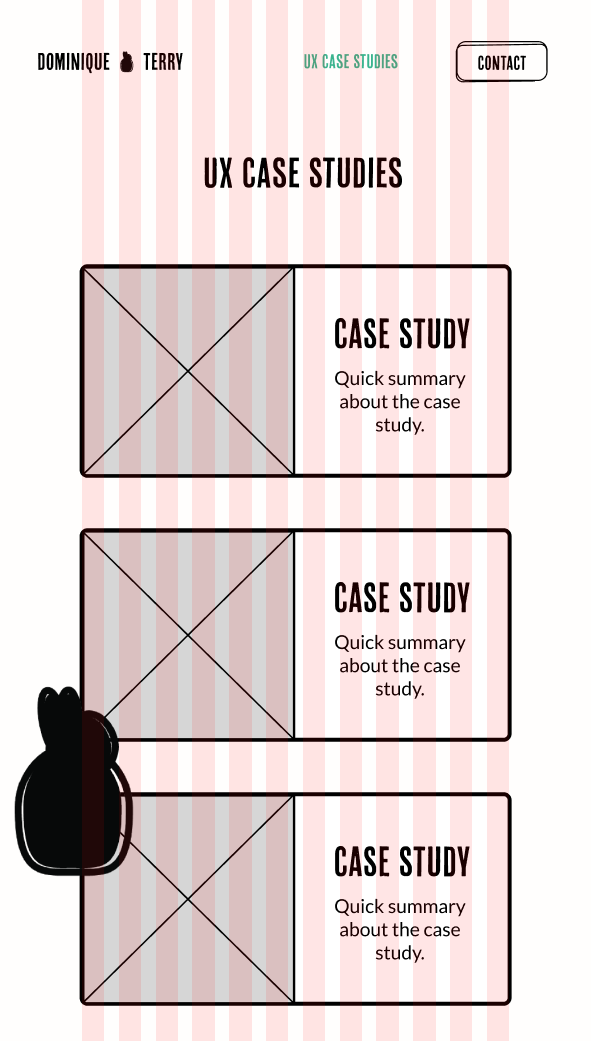 DOMINIQUE TERRY
UX CASE STUDIES
CONTACT
UX CASE STUDIES
CASE STUDY
Quick summary
about the case
study.
CASE STUDY
Quick summary
about the case
study.
CASE STUDY
Quick summary
about the case
study.